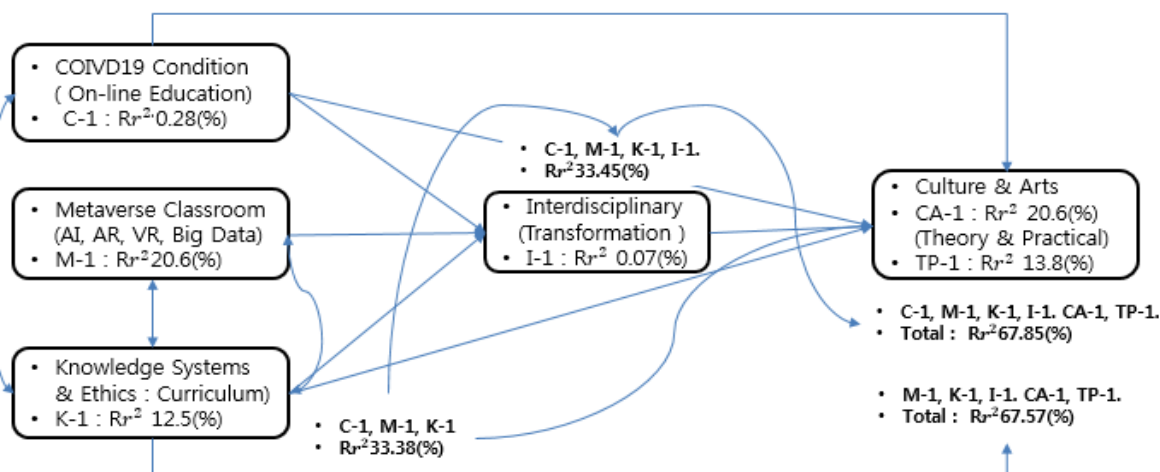 • COIVD19 Condition
( On-line Education)
• C-1 : Rr²·0.28(%)
• Metaverse Classroom
(AI, AR, VR, Big Data)
• M-1 : Rr²20.6(%)
• Knowledge Systems
& Ethics : Curriculum)
• K-1 : Rr² 12.5(%)
• C-1, M-1, K-1
• Rr²33.38(%)
• C-1, M-1, K-1, I-1.
• Rr²33.45(%)
• Interdisciplinary
(Transformation )
• I-1 : Rr² 0.07(%)
• Culture & Arts
• CA-1 : Rr² 20.6(%)
(Theory & Practical)
• TP-1 : Rr² 13.8(%)
• C-1, M-1, K-1, I-1. CA-1, TP-1.
• Total : Rr²67.85(%)
• M-1, K-1, I-1. CA-1, TP-1.
• Total : Rr²67.57(%)